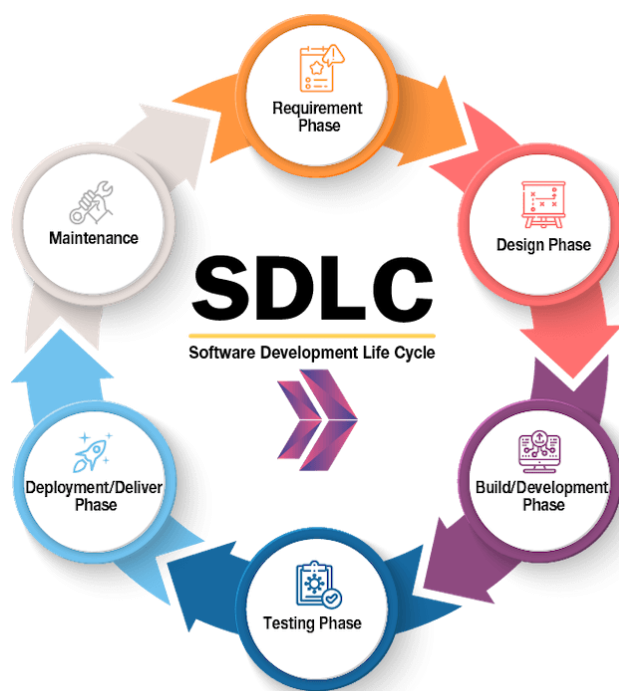 Requirement
Phase
Design Phase
Build/Development
Phase
Testing Phase
Deployment/Deliver
Phase
Maintenance
SDLC
Software Development Life Cycle